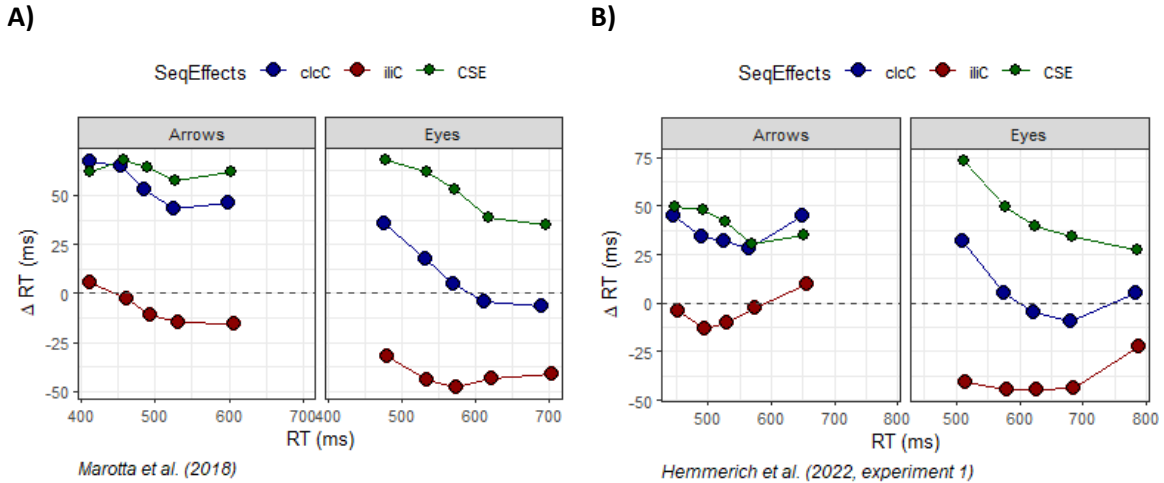 A)
SeqEffects cIcC iIiC CSE
Arrows Eyes
50
25
0
-25
-50
Δ RT (ms)
400 500 600 700 400 500 600 700
RT (ms)
Marotta et al. (2018)
B)
SeqEffects cIcC iIiC CSE
Arrows Eyes
75
50
25
0
-25
-50
Δ RT (ms)
500 600 700 800 500 600 700 800
RT (ms)
Hemmerich et al. (2022, experiment 1)